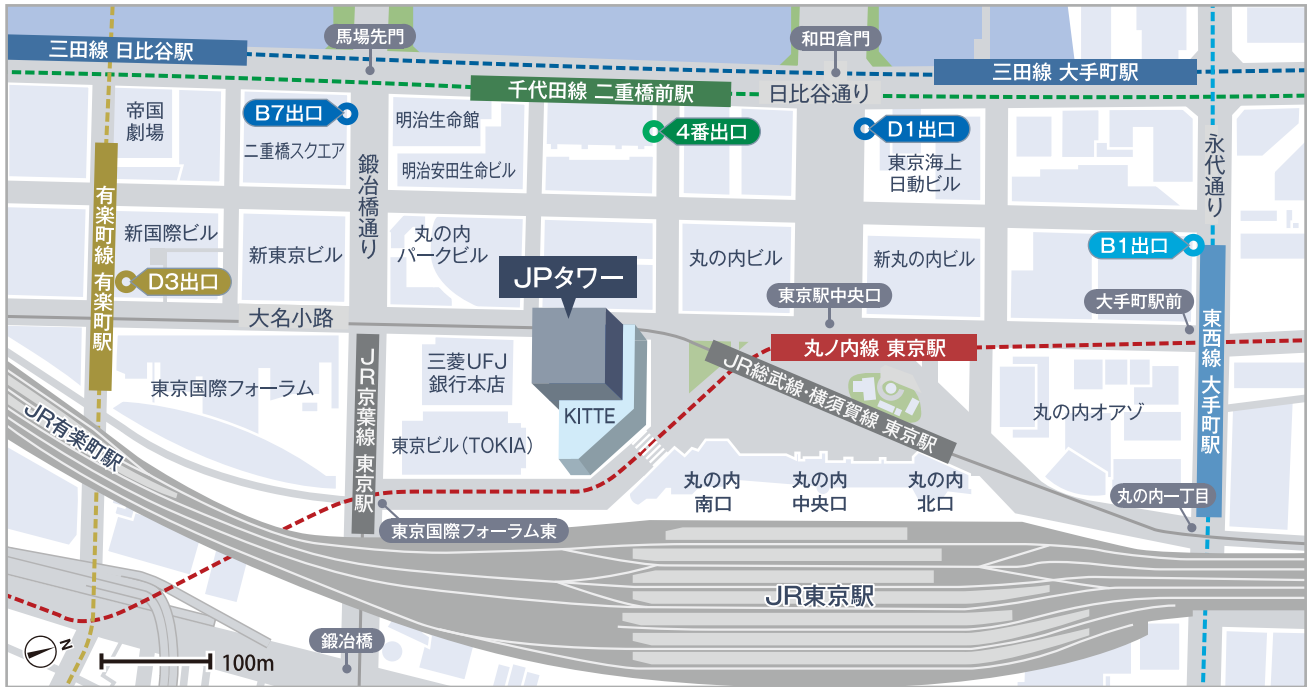 馬場先門
和田倉門
三田線 日比谷駅
三田線 大手町駅
千代田線 二重橋前駅
日比谷通り
帝国
劇場
B7出口
二重橋スクエア
明治生命館
明治安田生命ビル
4番出口
D1出口
東京海上
日動ビル
永代通り
鍛冶橋通り
有楽町線 有楽町駅
新国際ビル
D3出口
新東京ビル
丸の内
パークビル
JPタワー
丸の内ビル
新丸の内ビル
B1出口
東京駅中央口
大手町駅前
大名小路
丸ノ内線 東京駅
東西線 大手町駅
JR京葉線 東京駅
三菱UFJ
銀行本店
JR総武線・横須賀線 東京駅
東京国際フォーラム
KITTE
丸の内オアゾ
JR有楽町駅
東京ビル(TOKIA)
丸の内
南口
丸の内
中央口
丸の内
北口
丸の内一丁目
東京国際フォーラム東
JR東京駅
鍛冶橋
N
100m